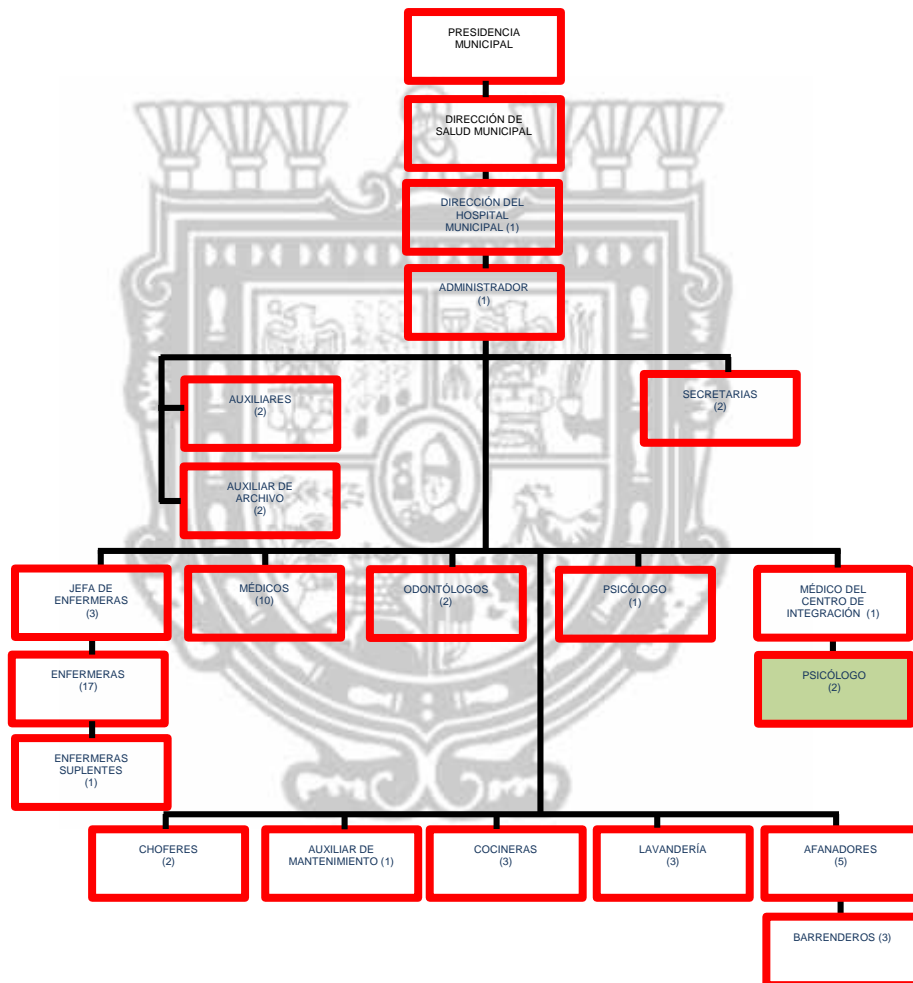 PRESIDENCIA
MUNICIPAL
DIRECCIÓN DE
SALUD MUNICIPAL
DIRECCIÓN DEL
HOSPITAL
MUNICIPAL (1)
ADMINISTRADOR
(1)
AUXILIARES
(2)
SECRETARIAS
(2)
AUXILIAR DE
ARCHIVO
(2)
JEFA DE
ENFERMERAS
(3)
MÉDICOS
(10)
ODONTÓLOGOS
(2)
PSICÓLOGO
(1)
MÉDICO DEL
CENTRO DE
INTEGRACIÓN (1)
ENFERMERAS
(17)
PSICÓLOGO
(2)
ENFERMERAS
SUPLENTES
(1)
CHOFERES
(2)
AUXILIAR DE
MANTENIMIENTO (1)
COCINERAS
(3)
LAVANDERÍA
(3)
AFANADORES
(5)
BARRENDEROS (3)